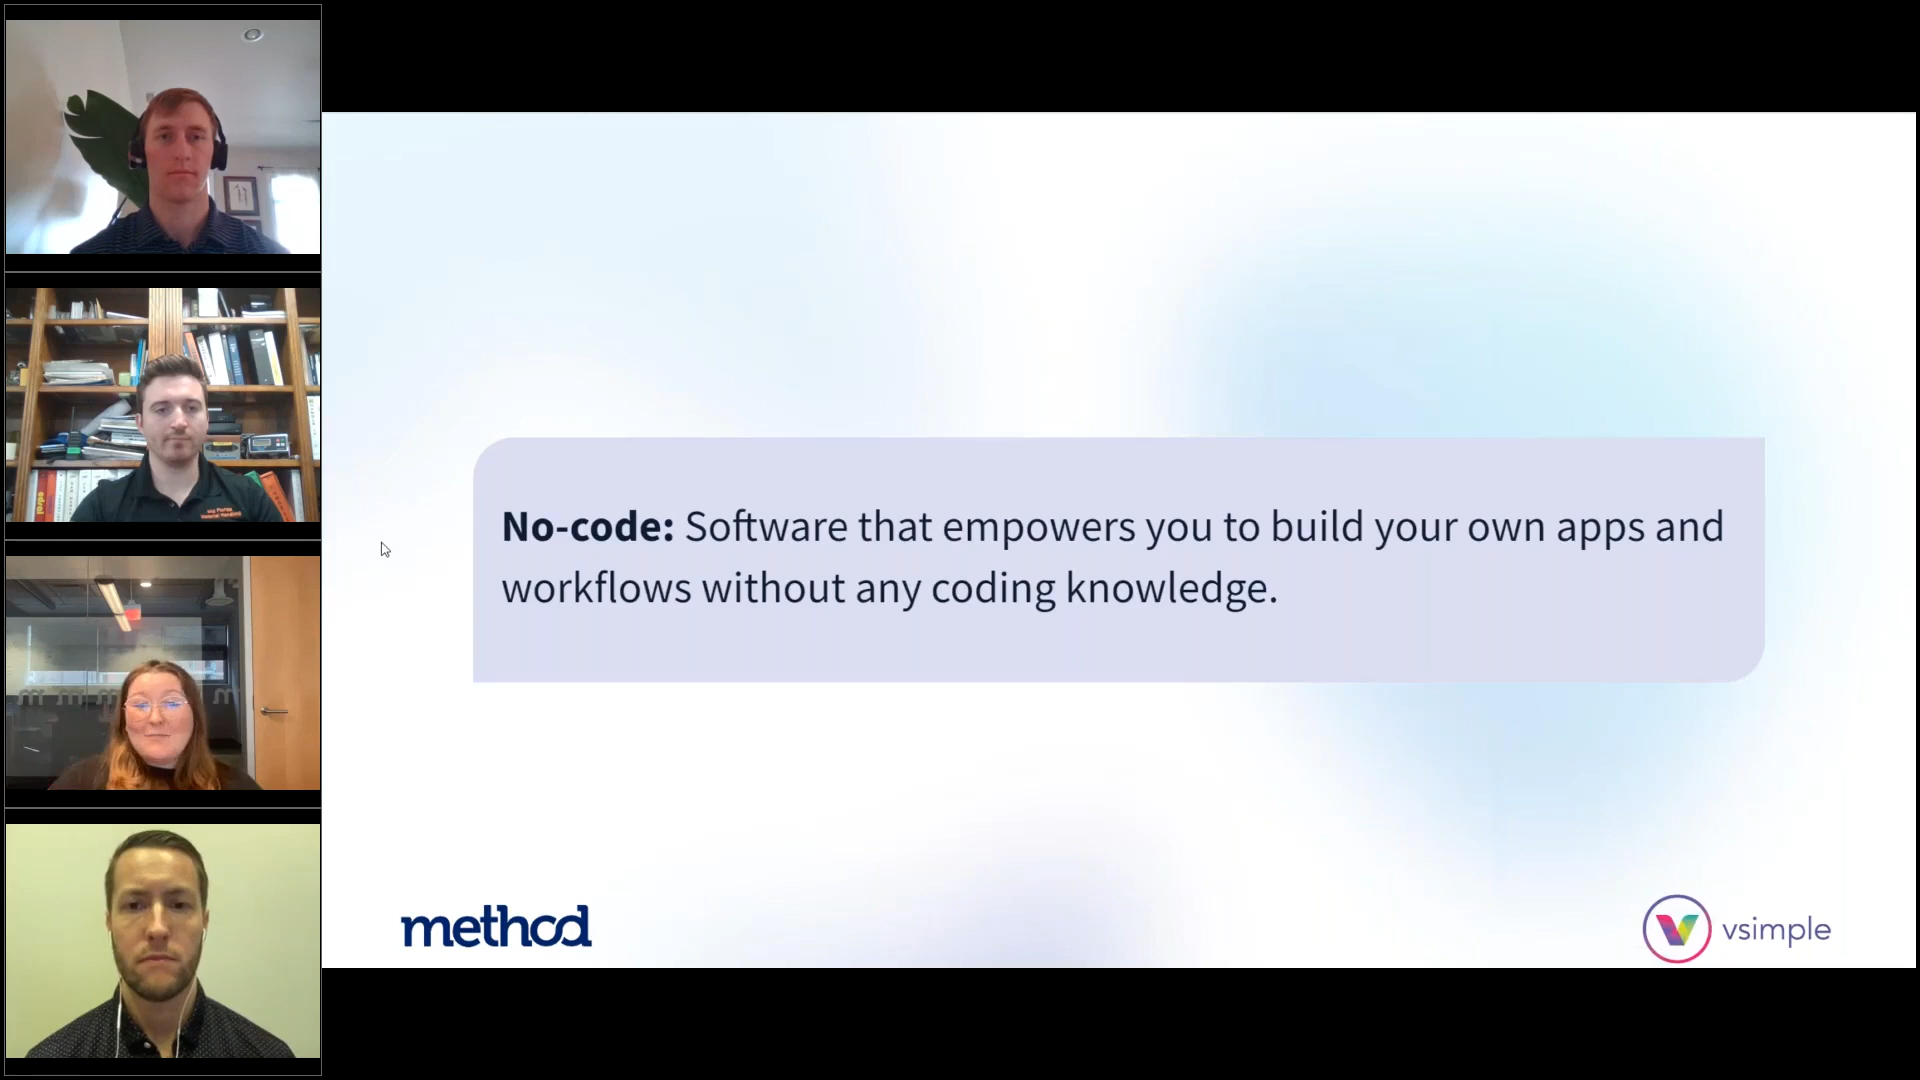 No-code: Software that empowers you to build your own apps and
workflows without any coding knowledge.
method
vsimple